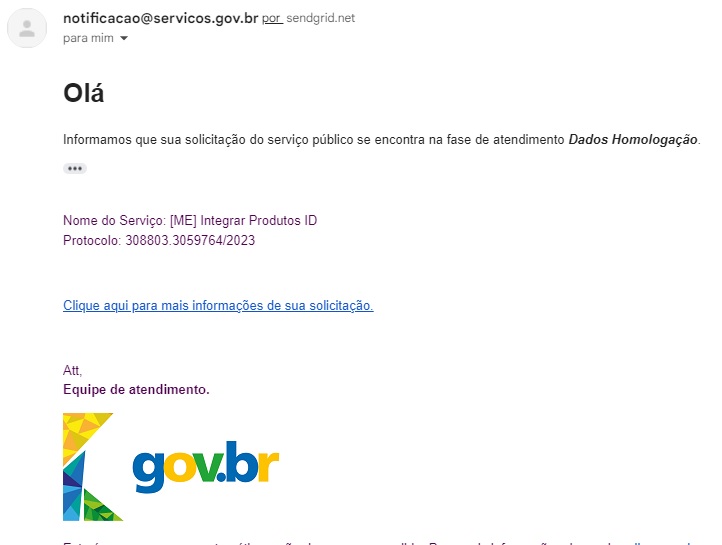 notificacao@servicos.gov.br por sendgrid.net
para mim
Olá
Informamos que sua solicitação do serviço público se encontra na fase de atendimento Dados Homologação.
Nome do Serviço: [ME] Integrar Produtos ID
Protocolo: 308803.3059764/2023
Clique aqui para mais informações de sua solicitação.
Att,
Equipe de atendimento.
gov.br